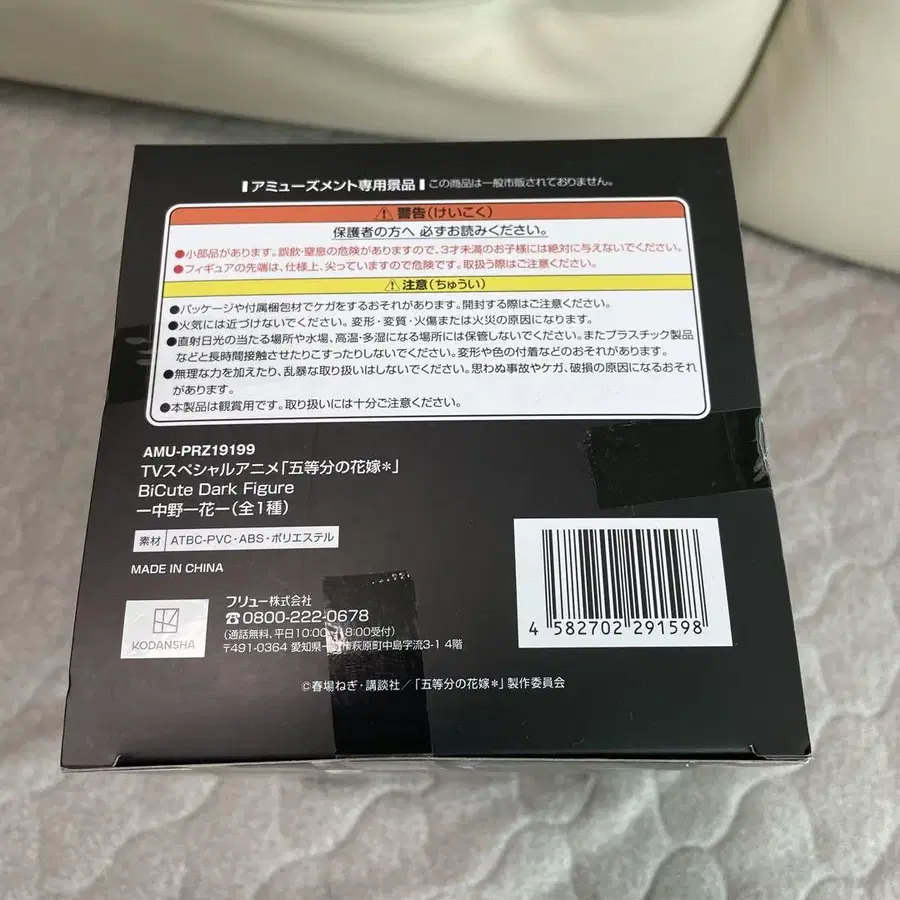 アミューズメント専用景品 この商品は一般市販されておりません。
⚠警告(けいこく)
保護者の方へ 必ずお読みください。
●小部品があります。誤飲・窒息の危険がありますので、3才未満のお子様には絶対に与えないでください。
●フィギュアの先端は、仕様上、尖っていますので危険です。取扱う際はご注意ください。
⚠注意(ちゅうい)
●パッケージや付属梱包材でケガをするおそれがあります。開封する際はご注意ください。
●火気には近づけないでください。変形・変質・火傷または火災の原因になります。
●直射日光の当たる場所や水場、高温・多湿になる場所には保管しないでください。またプラスチック製品
などと長時間接触させたりこすったりしないでください。変形や色の付着などのおそれがあります。
●無理な力を加えたり、乱暴な取り扱いはしないでください。思わぬ事故やケガ、破損の原因になるおそれ
があります。
●本製品は観賞用です。取り扱いには十分ご注意ください。
AMU-PRZ19199
TVスペシャルアニメ「五等分の花嫁*」
BiCute Dark Figure
ー中野一花ー(全1種)
素材 ATBC-PVC・ABS・ポリエステル
MADE IN CHINA
KODANSHA
フリュー株式会社
☎0800-222-0678
(通話無料、平日10:00〜18:00受付)
〒491-0364 愛知県一 萩原町中島字流3-1 4階
4 582702 291598
©春場ねぎ・講談社/「五等分の花嫁*」製作委員会